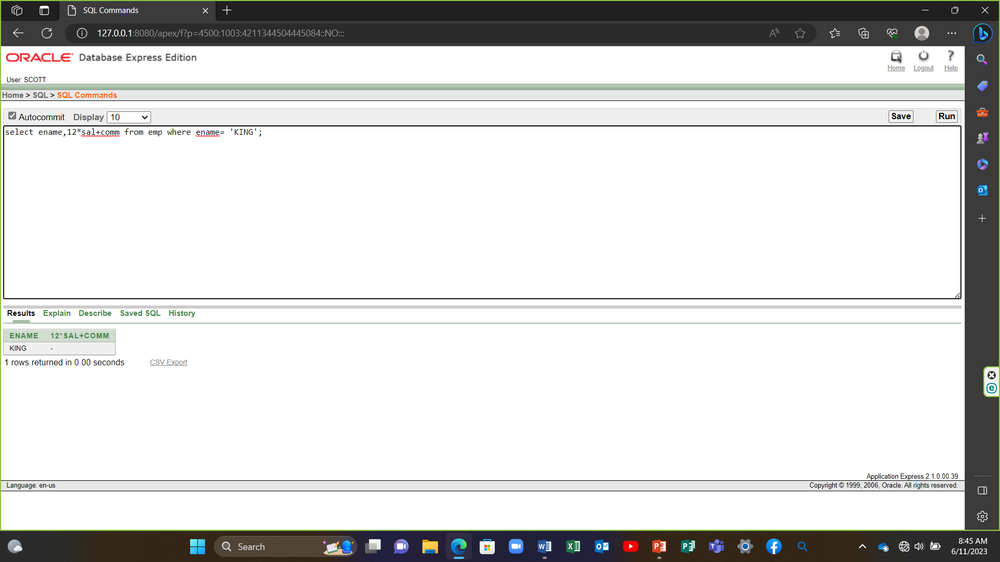 SQL Commands
127.0.0.1:8080/apex/f?p=4500:1003:4211344504445084::NO:::
ORACLE Database Express Edition
Home Logout Help
User: SCOTT
Home > SQL > SQL Commands
Autocommit Display 10 Save Run
select ename,12*sal+comm from emp where ename= 'KING';
Results Explain Describe Saved SQL History
ENAME 12*SAL+COMM
KING -
1 rows returned in 0.00 seconds CSV Export
Application Express 2.1.0.00.39
Language: en-us Copyright © 1999, 2006, Oracle. All rights reserved.
Search
8:45 AM
6/11/2023